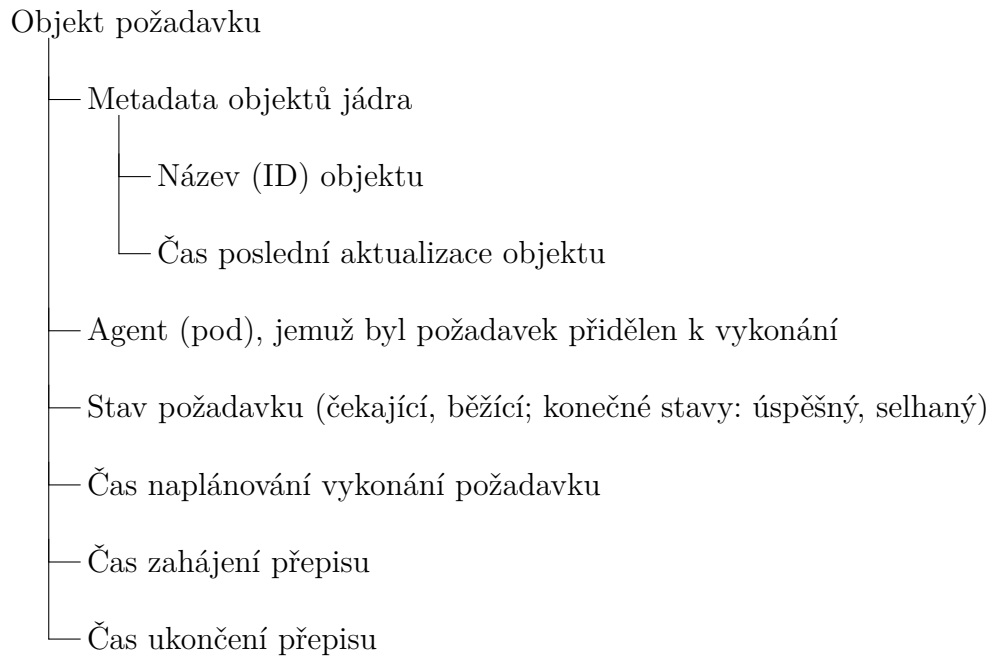 Objekt požadavku
Metadata objektů jádra
Název (ID) objektu
Čas poslední aktualizace objektu
Agent (pod), jemuž byl požadavek přidělen k vykonání
Stav požadavku (čekající, běžící; konečné stavy: úspěšný, selhaný)
Čas naplánování vykonání požadavku
Čas zahájení přepisu
Čas ukončení přepisu